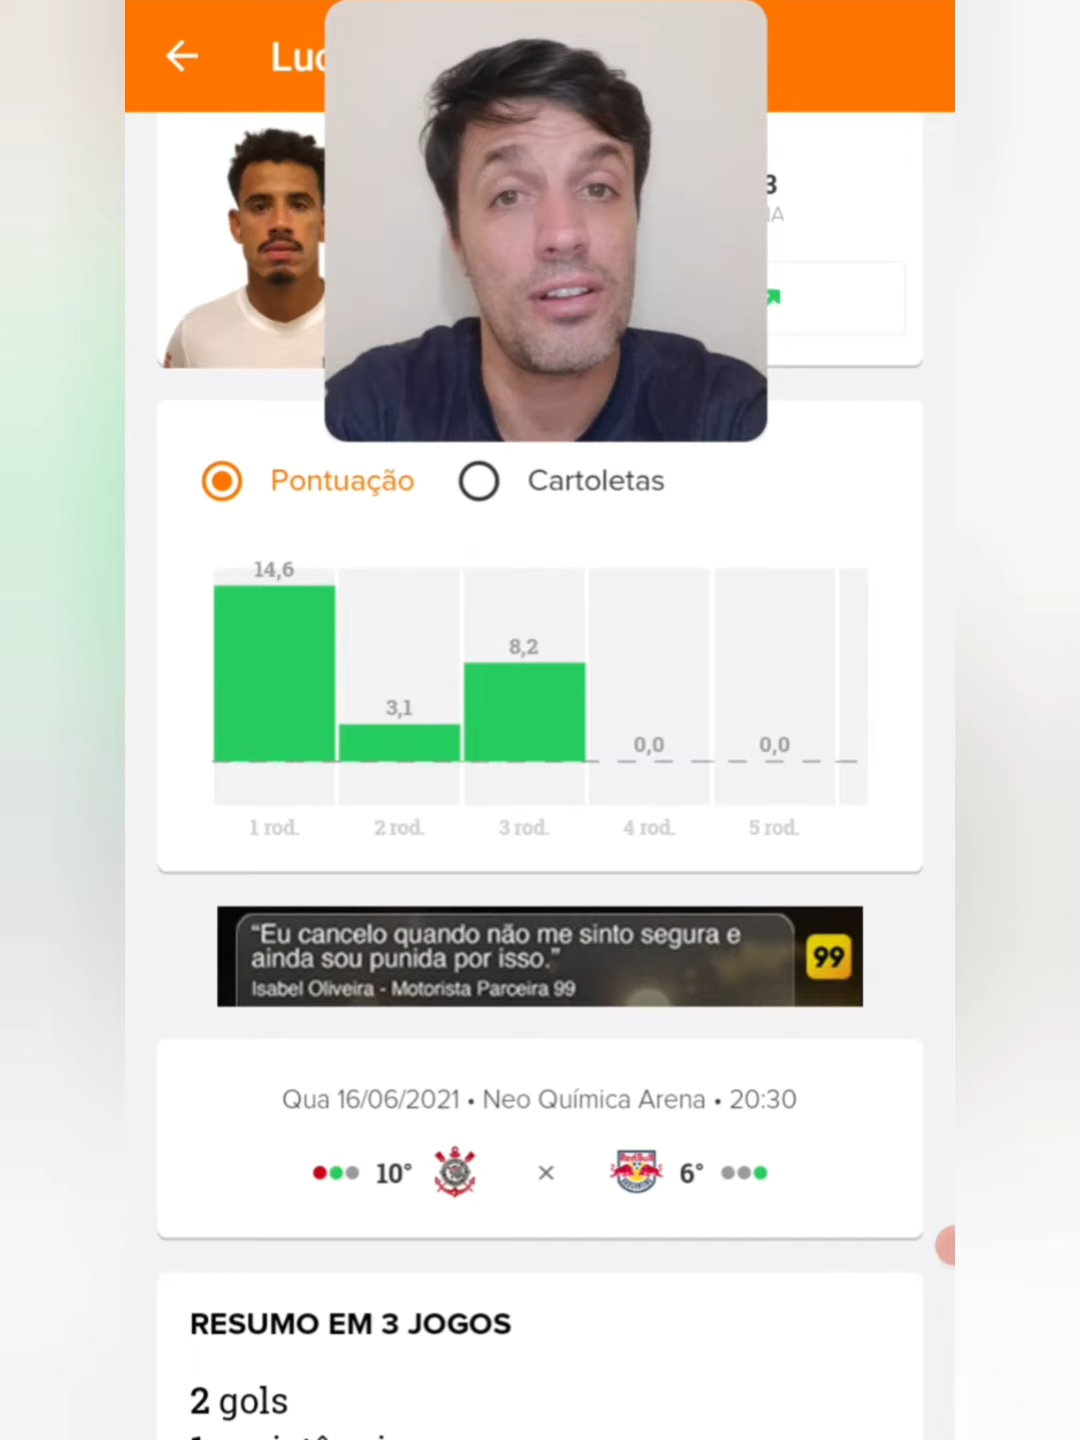 Luc
3
IA
Pontuação
Cartoletas
14,6
3,1
8,2
0,0
0,0
1 rod.
2 rod.
3 rod.
4 rod.
5 rod.
“Eu cancelo quando não me sinto segura e
ainda sou punida por isso.”
Isabel Oliveira - Motorista Parceira 99
99
Qua 16/06/2021 • Neo Química Arena • 20:30
10° × 6°
RESUMO EM 3 JOGOS
2 gols